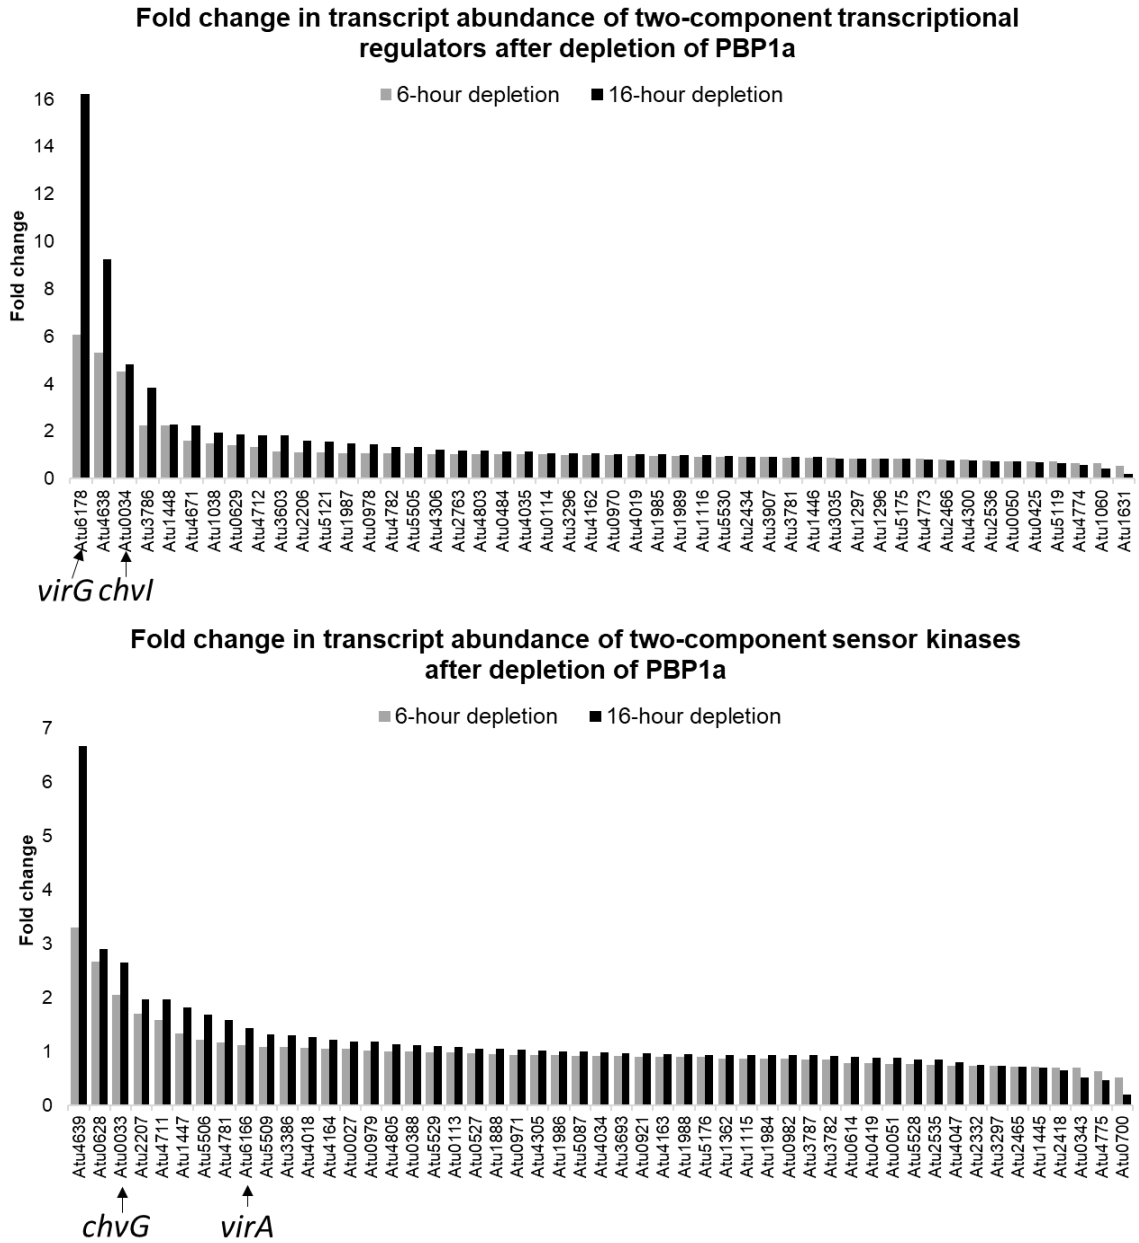 Fold change in transcript abundance of two-component transcriptional
regulators after depletion of PBP1a
6-hour depletion 16-hour depletion
Fold change
16
14
12
10
8
6
4
2
0
Atu6178 Atu4638 Atu0034 Atu3786 Atu1448 Atu4671 Atu1038 Atu0629 Atu4712 Atu3603 Atu2206 Atu5121 Atu1987 Atu0978 Atu4782 Atu5505 Atu4306 Atu2763 Atu4803 Atu0484 Atu4035 Atu0114 Atu3296 Atu4162 Atu0970 Atu4019 Atu1985 Atu1989 Atu1116 Atu5530 Atu2434 Atu3907 Atu3781 Atu1446 Atu3035 Atu1297 Atu1296 Atu5175 Atu4773 Atu2466 Atu4300 Atu2536 Atu0050 Atu0425 Atu5119 Atu4774 Atu1060 Atu1631
virG chvI
Fold change in transcript abundance of two-component sensor kinases
after depletion of PBP1a
6-hour depletion 16-hour depletion
Fold change
7
6
5
4
3
2
1
0
Atu4639 Atu0628 Atu0033 Atu2207 Atu4711 Atu1447 Atu5506 Atu4781 Atu6166 Atu5509 Atu3386 Atu4018 Atu4164 Atu0027 Atu0979 Atu4805 Atu0388 Atu5529 Atu0113 Atu0527 Atu1888 Atu0971 Atu4305 Atu1986 Atu5087 Atu4034 Atu3693 Atu0921 Atu4163 Atu1988 Atu5176 Atu1362 Atu1115 Atu1984 Atu0982 Atu3787 Atu3782 Atu0614 Atu0419 Atu0051 Atu5528 Atu2535 Atu4047 Atu2332 Atu3297 Atu2465 Atu1445 Atu2418 Atu0343 Atu4775 Atu0700
chvG virA